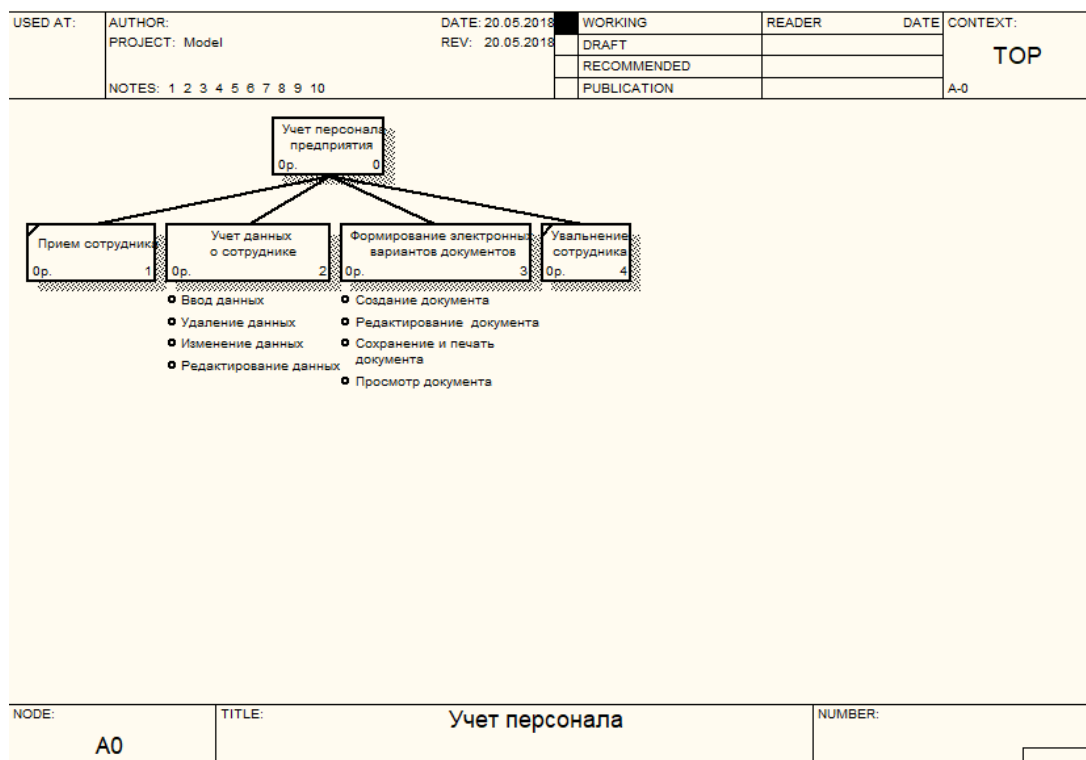 USED AT:
AUTHOR:
DATE: 20.05.2018
WORKING
READER
DATE
CONTEXT:
PROJECT: Model
REV: 20.05.2018
DRAFT
TOP
RECOMMENDED
NOTES: 1 2 3 4 5 6 7 8 9 10
PUBLICATION
A-0
Учет персонала
предприятия
0р.
0
Прием сотрудника
0р.
1
Учет данных
о сотруднике
0р.
2
Формирование электронных
вариантов документов
0р.
3
Увальнение
сотрудника
0р.
4
Ввод данных
Удаление данных
Изменение данных
Редактирование данных
Создание документа
Редактирование документа
Сохранение и печать
документа
Просмотр документа
NODE:
A0
TITLE:
Учет персонала
NUMBER: